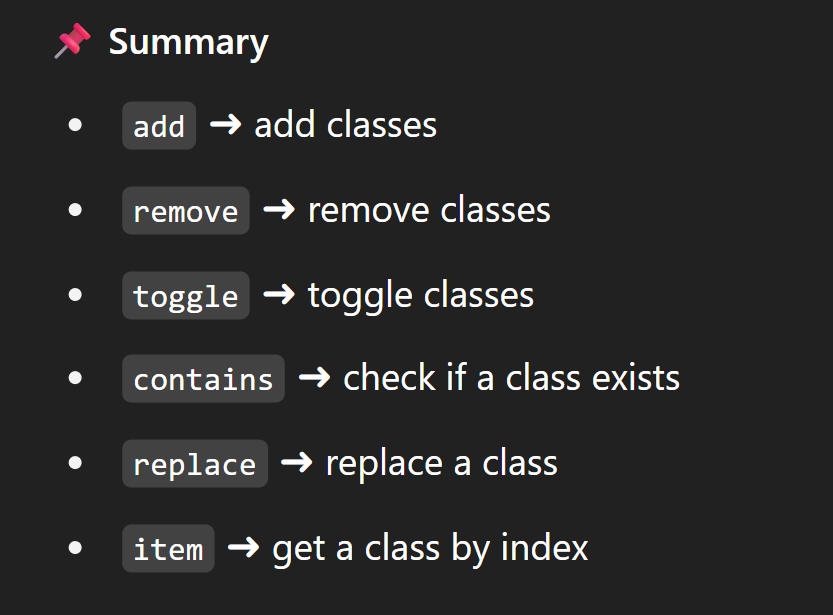 📌 Summary
• add ➜ add classes
• remove ➜ remove classes
• toggle ➜ toggle classes
• contains ➜ check if a class exists
• replace ➜ replace a class
• item ➜ get a class by index